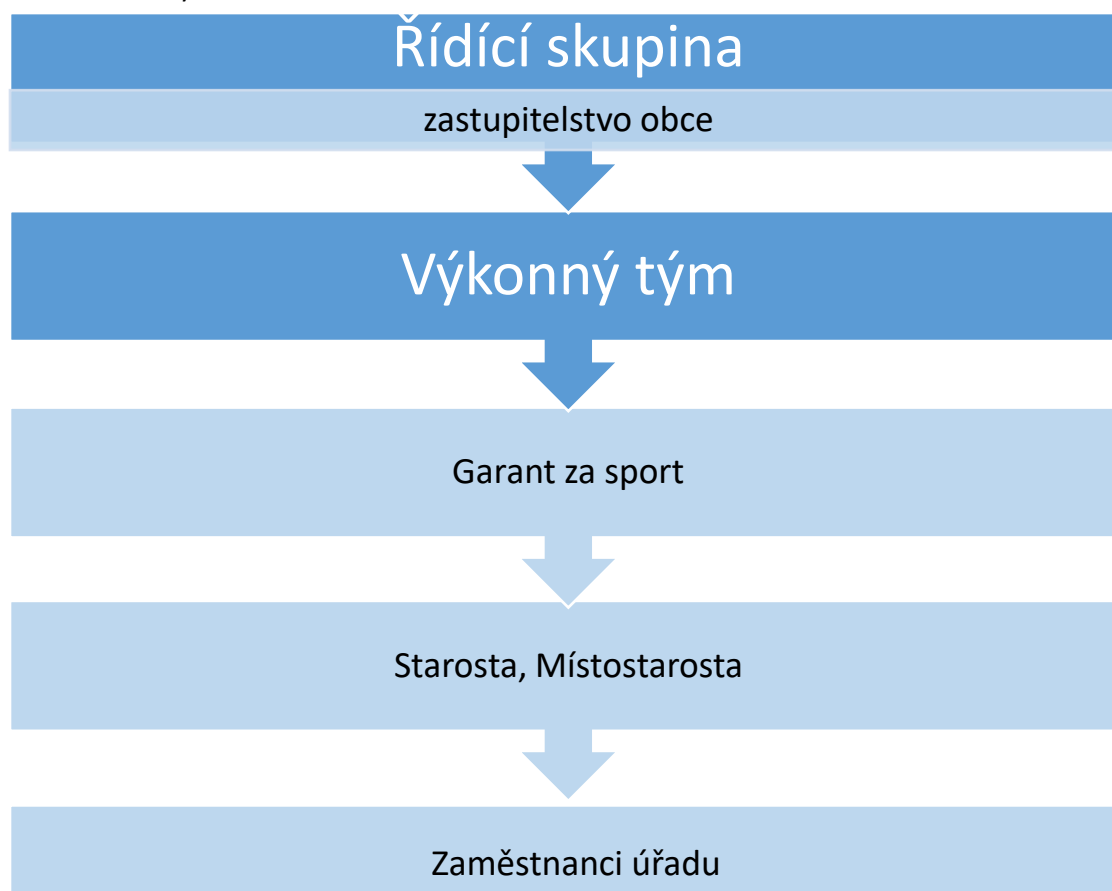 Řídící skupina
zastupitelstvo obce
Výkonný tým
Garant za sport
Starosta, Místostarosta
Zaměstnanci úřadu